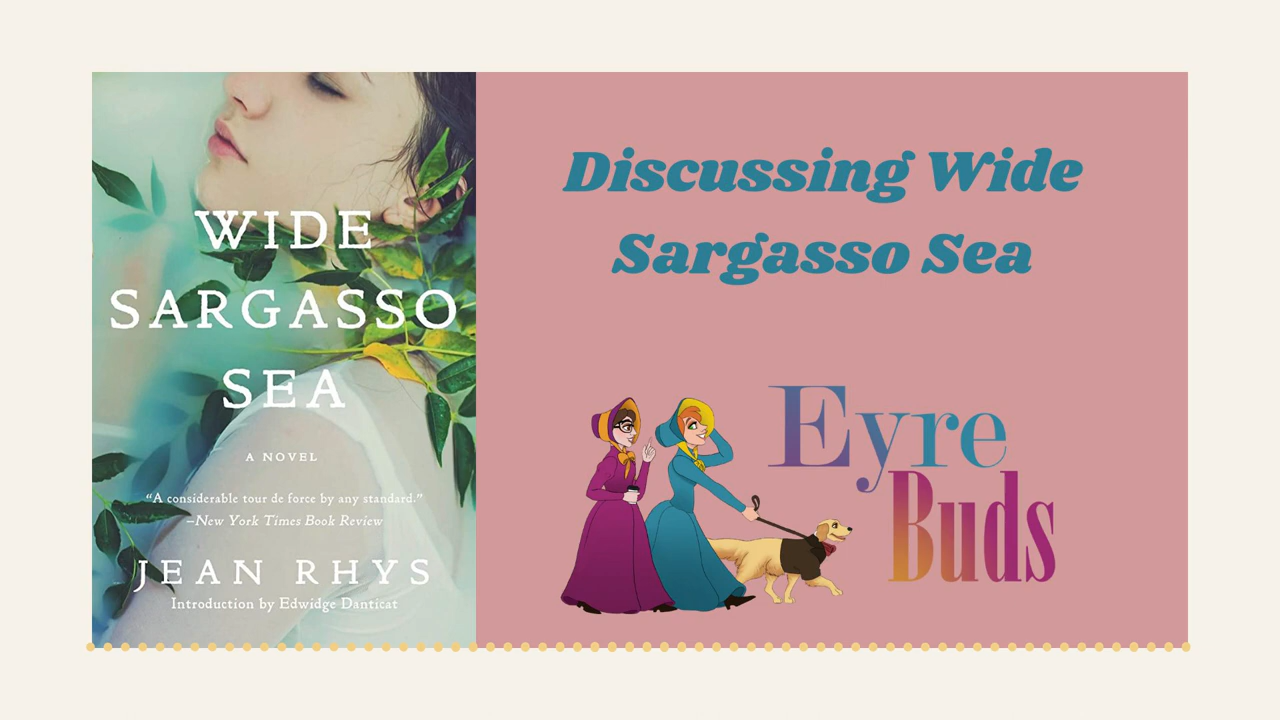 WIDE
SARGASSO
SEA
A NOVEL
“A considerable tour de force by any standard.”
—New York Times Book Review
JEAN RHYS
Introduction by Edwidge Danticat
Discussing Wide
Sargasso Sea
Eyre
Buds